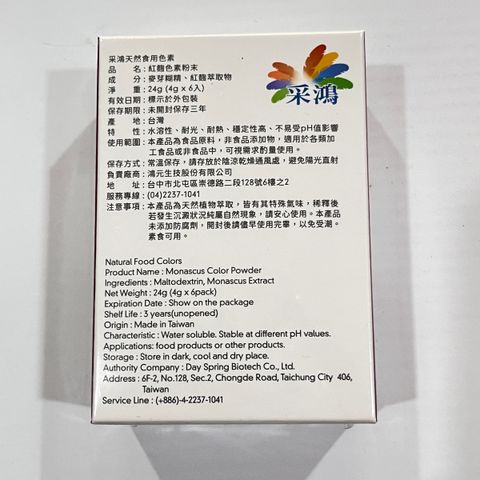 采鴻天然食用色素
采鴻
品 名：紅麴色素粉末
成 分：麥芽糊精、紅麴萃取物
淨 重：24g (4g x 6入)
有效日期：標示於外包裝
保存期限：未開封保存三年
產 地：台灣
特 性：水溶性、耐光、耐熱、穩定性高、不易受pH值影響
使用範圍：本產品為食品原料，非食品添加物，適用於各類加
工食品或非食品中，可視需求酌量使用。
保存方式：常溫保存，請存放於陰涼乾燥通風處，避免陽光直射
負責廠商：鴻元生技股份有限公司
地 址：台中市北屯區崇德路二段128號6樓之2
服務專線：(04)2237-1041
注意事項：本產品為天然植物萃取，皆有其特殊氣味，稀釋後
若發生沉澱狀況純屬自然現象，請安心使用。本產品
未添加防腐劑，開封後請儘早使用完畢，以免受潮。
素食可用。
Natural Food Colors
Product Name : Monascus Color Powder
Ingredients : Maltodextrin, Monascus Extract
Net Weight : 24g (4g x 6pack)
Expiration Date : Show on the package
Shelf Life : 3 years(unopened)
Origin : Made in Taiwan
Characteristic : Water soluble. Stable at different pH values.
Applications: food products or other products.
Storage : Store in dark, cool and dry place.
Authority Company : Day Spring Biotech Co., Ltd.
Address : 6F-2, No.128, Sec.2, Chongde Road, Taichung City 406,
Taiwan
Service Line : (+886)-4-2237-1041